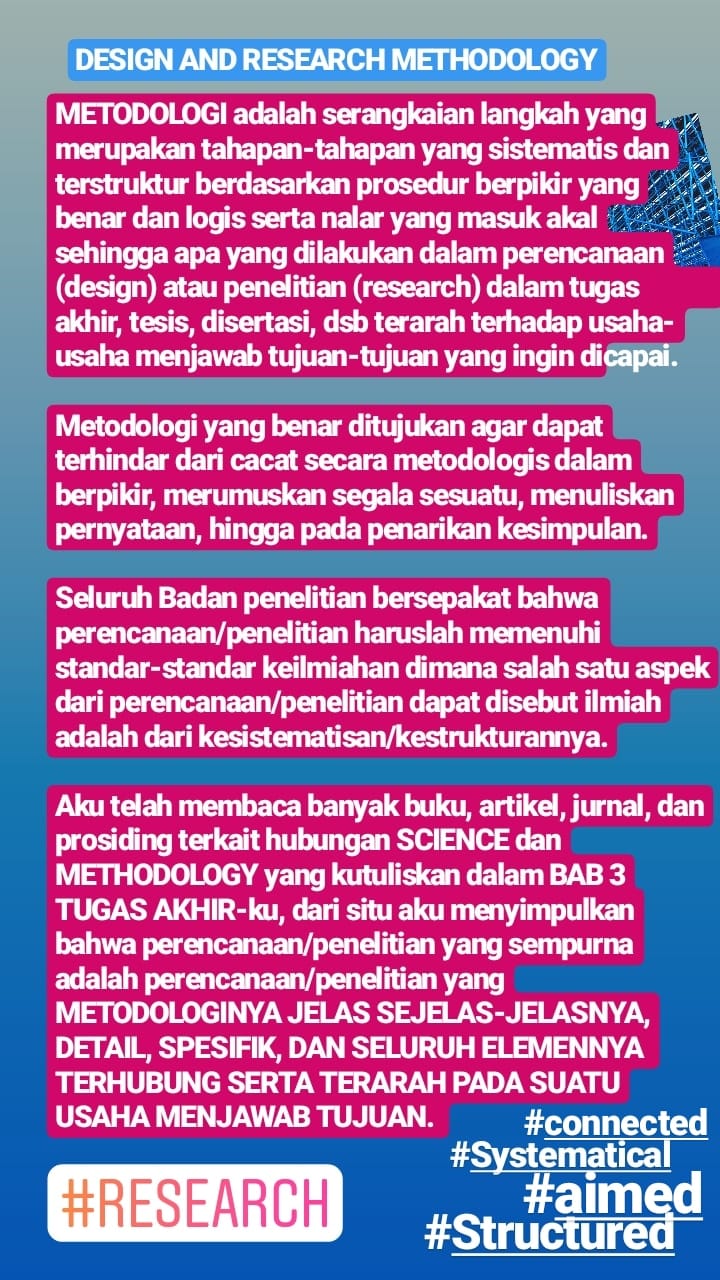 DESIGN AND RESEARCH METHODOLOGY
METODOLOGI adalah serangkaian langkah yang
merupakan tahapan-tahapan yang sistematis dan
terstruktur berdasarkan prosedur berpikir yang
benar dan logis serta nalar yang masuk akal
sehingga apa yang dilakukan dalam perencanaan
(design) atau penelitian (research) dalam tugas
akhir, tesis, disertasi, dsb terarah terhadap usaha-
usaha menjawab tujuan-tujuan yang ingin dicapai.
Metodologi yang benar ditujukan agar dapat
terhindar dari cacat secara metodologis dalam
berpikir, merumuskan segala sesuatu, menuliskan
pernyataan, hingga pada penarikan kesimpulan.
Seluruh Badan penelitian bersepakat bahwa
perencanaan/penelitian haruslah memenuhi
standar-standar keilmiahan dimana salah satu aspek
dari perencanaan/penelitian dapat disebut ilmiah
adalah dari kesistematisan/kestrukturannya.
Aku telah membaca banyak buku, artikel, jurnal, dan
prosiding terkait hubungan SCIENCE dan
METHODOLOGY yang kutuliskan dalam BAB 3
TUGAS AKHIR-ku, dari situ aku menyimpulkan
bahwa perencanaan/penelitian yang sempurna
adalah perencanaan/penelitian yang
METODOLOGINYA JELAS SEJELAS-JELASNYA,
DETAIL, SPESIFIK, DAN SELURUH ELEMENNYA
TERHUBUNG SERTA TERARAH PADA SUATU
USAHA MENJAWAB TUJUAN.
#connected
#Systematical
#aimed
#Structured
#RESEARCH